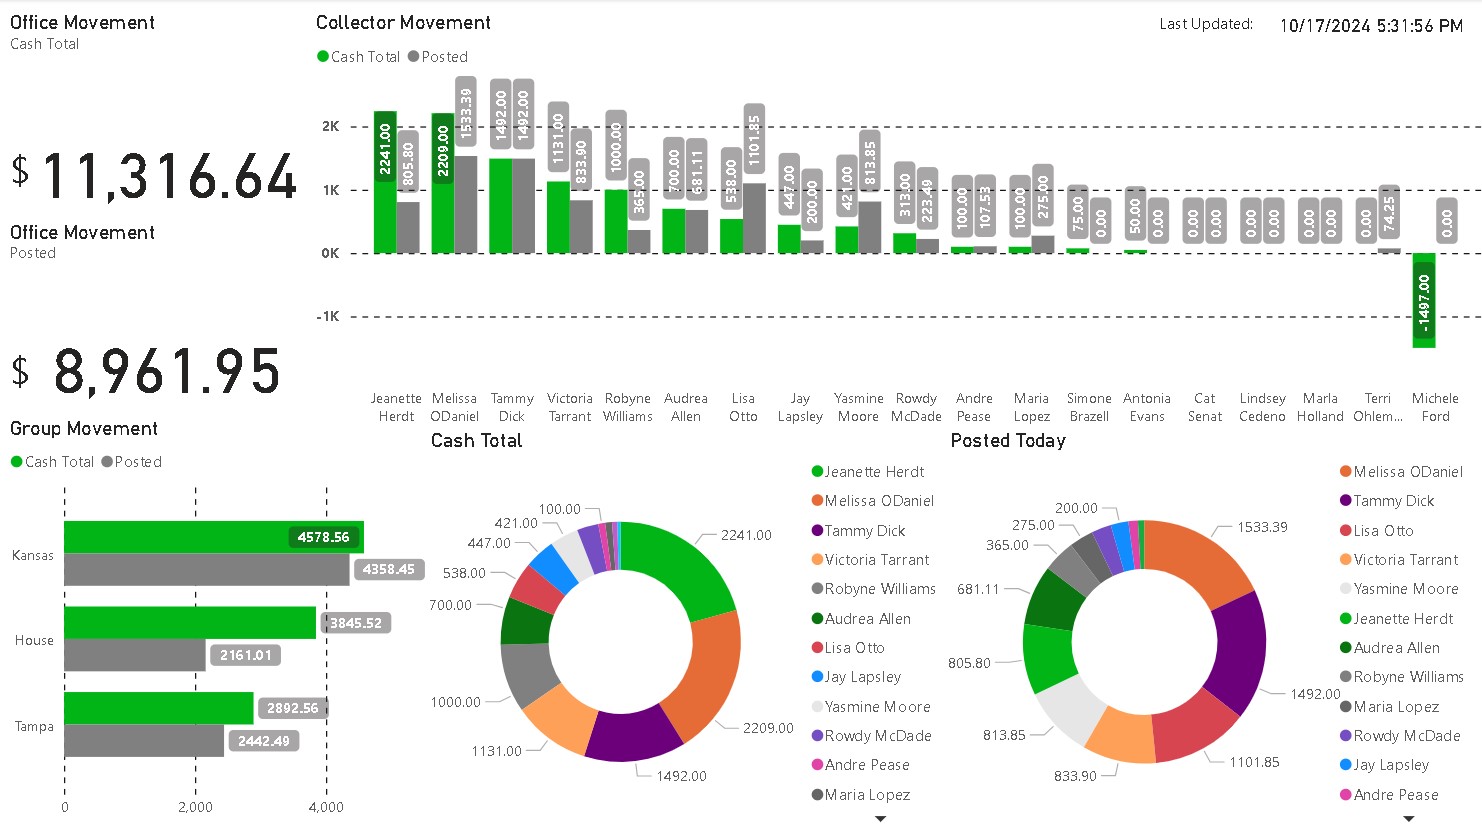 Office Movement
Cash Total
$ 11,316.64
Office Movement
Posted
$ 8,961.95
Collector Movement
Cash Total Posted
Last Updated: 10/17/2024 5:31:56 PM
2K
1K
0K
-1K
2241.00 805.80
2209.00 1533.39
1492.00 1492.00
1131.00 833.90
1000.00 365.00
700.00 681.11
538.00 1101.85
447.00 200.00
421.00 813.85
313.00 223.49
100.00 107.53
100.00 275.00
75.00 0.00
50.00 0.00
0.00 0.00
0.00 0.00
0.00 0.00
0.00 74.25
-1497.00 0.00
Jeanette Herdt
Melissa ODaniel
Tammy Dick
Victoria Tarrant
Robyne Williams
Audrea Allen
Lisa Otto
Jay Lapsley
Yasmine Moore
Rowdy McDade
Andre Pease
Maria Lopez
Simone Brazell
Antonia Evans
Cat Senat
Lindsey Cedeno
Marla Holland
Terri Ohlem...
Michele Ford
Group Movement
Cash Total Posted
Kansas
4578.56
4358.45
House
3845.52
2161.01
Tampa
2892.56
2442.49
0 2,000 4,000
Cash Total
2241.00
2209.00
1492.00
1131.00
1000.00
700.00
538.00
447.00
421.00
100.00
Jeanette Herdt
Melissa ODaniel
Tammy Dick
Victoria Tarrant
Robyne Williams
Audrea Allen
Lisa Otto
Jay Lapsley
Yasmine Moore
Rowdy McDade
Andre Pease
Maria Lopez
Posted Today
1533.39
1492.00
1101.85
833.90
813.85
805.80
681.11
365.00
275.00
200.00
Melissa ODaniel
Tammy Dick
Lisa Otto
Victoria Tarrant
Yasmine Moore
Jeanette Herdt
Audrea Allen
Robyne Williams
Maria Lopez
Rowdy McDade
Jay Lapsley
Andre Pease